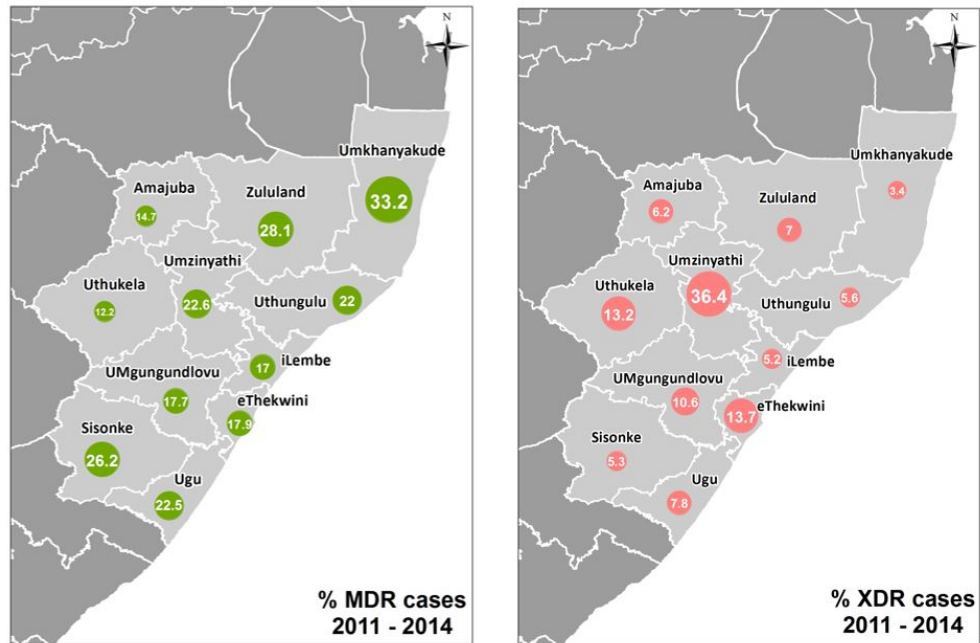 N
Umkhanyakude
33.2
Amajuba
14.7
Zululand
28.1
Umzinyathi
22.6
Uthukela
12.2
Uthungulu
22
iLembe
17
UMgungundlovu
17.7
eThekwini
17.9
Sisonke
26.2
Ugu
22.5
% MDR cases
2011 - 2014
N
Umkhanyakude
3.4
Amajuba
6.2
Zululand
7
Umzinyathi
36.4
Uthukela
13.2
Uthungulu
5.6
iLembe
5.2
UMgungundlovu
10.6
eThekwini
13.7
Sisonke
5.3
Ugu
7.8
% XDR cases
2011 - 2014